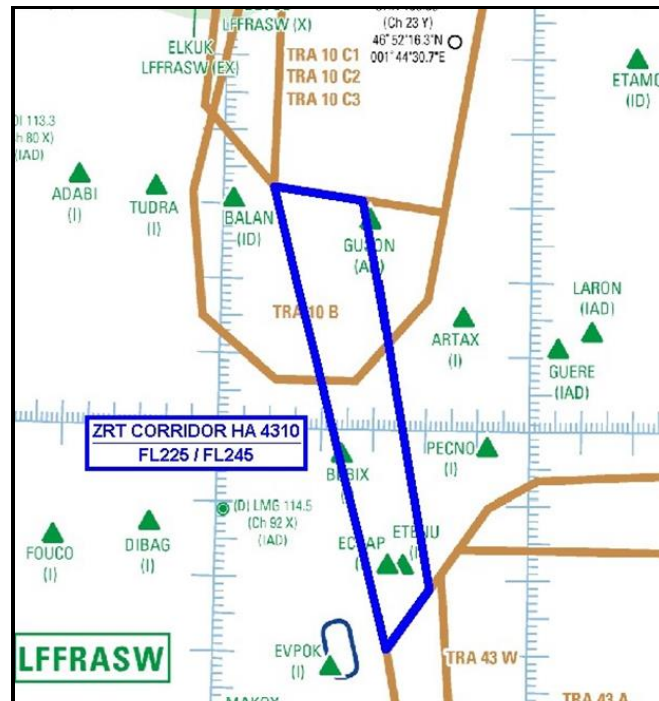 (Ch 23 Y)
46° 52'16.3"N
001° 44'30.7"E
ELKUK
LFFRASW (EX)
LFFRASW (X)
TRA 10 C1
TRA 10 C2
TRA 10 C3
ETAMO
(ID)
113.3
80 X)
(IAD)
ADABI
(I)
TUDRA
(I)
BALAN
(ID)
TRA 10 B
ARTAX
(I)
LARON
(IAD)
GUERE
(IAD)
ZRT CORRIDOR HA 4310
FL225 / FL245
PECNO
(I)
(D) LMG 114.5
(Ch 92 X)
(IAD)
FOUCO
(I)
DIBAG
(I)
EVPOK
(I)
LFFRASW
TRA 43 W
TRA 43 A